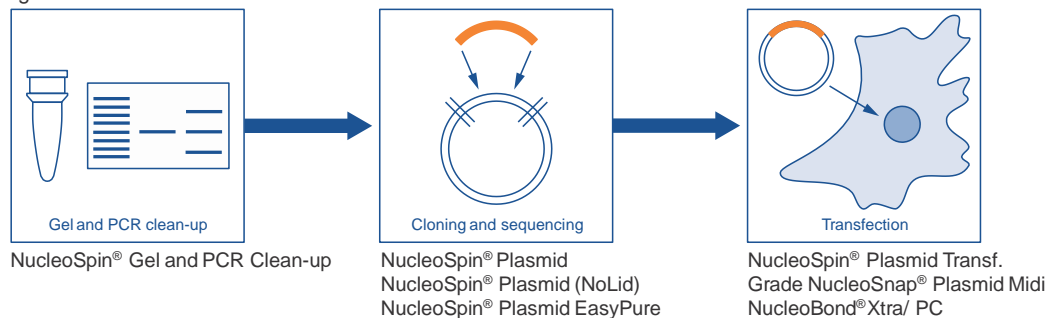 Gel and PCR clean-up
Cloning and sequencing
Transfection
NucleoSpin® Gel and PCR Clean-up
NucleoSpin® Plasmid
NucleoSpin® Plasmid (NoLid)
NucleoSpin® Plasmid EasyPure
NucleoSpin® Plasmid Transf.
Grade NucleoSnap® Plasmid Midi
NucleoBond® Xtra/ PC